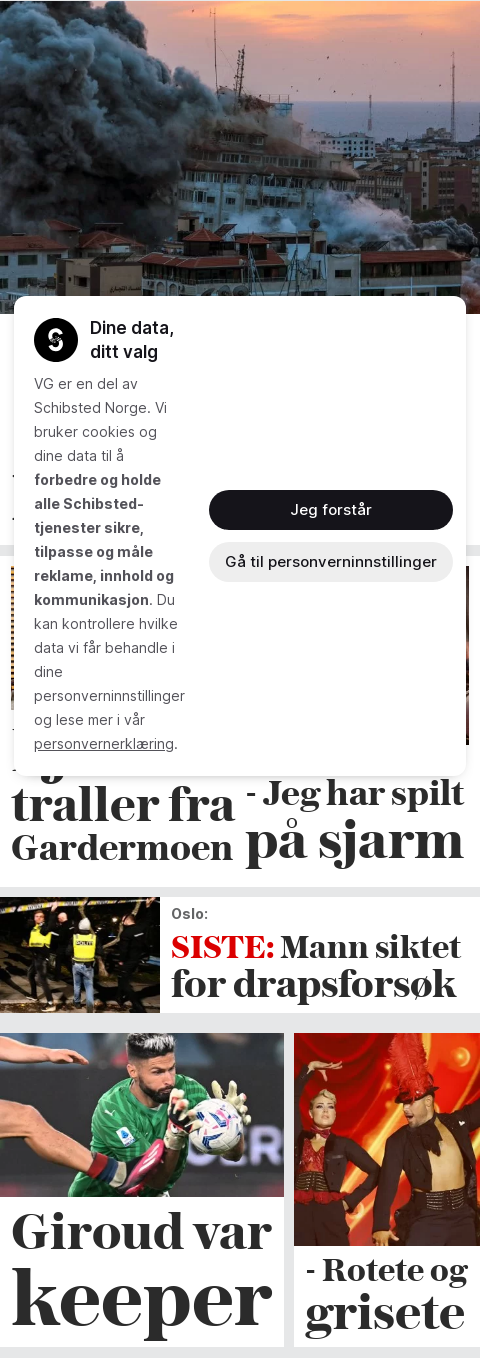 Dine data,
ditt valg
VG er en del av
Schibsted Norge. Vi
bruker cookies og
dine data til å
forbedre og holde
alle Schibsted-
tjenester sikre,
tilpasse og måle
reklame, innhold og
kommunikasjon. Du
kan kontrollere hvilke
data vi får behandle i
dine
personverninnstillinger
og lese mer i vår
personvernerklæring.
Jeg forstår
Gå til personverninnstillinger
traller fra
Gardermoen
- Jeg har spilt
på sjarm
Oslo:
SISTE: Mann siktet
for drapsforsøk
Giroud var
keeper
- Rotete og
grisete